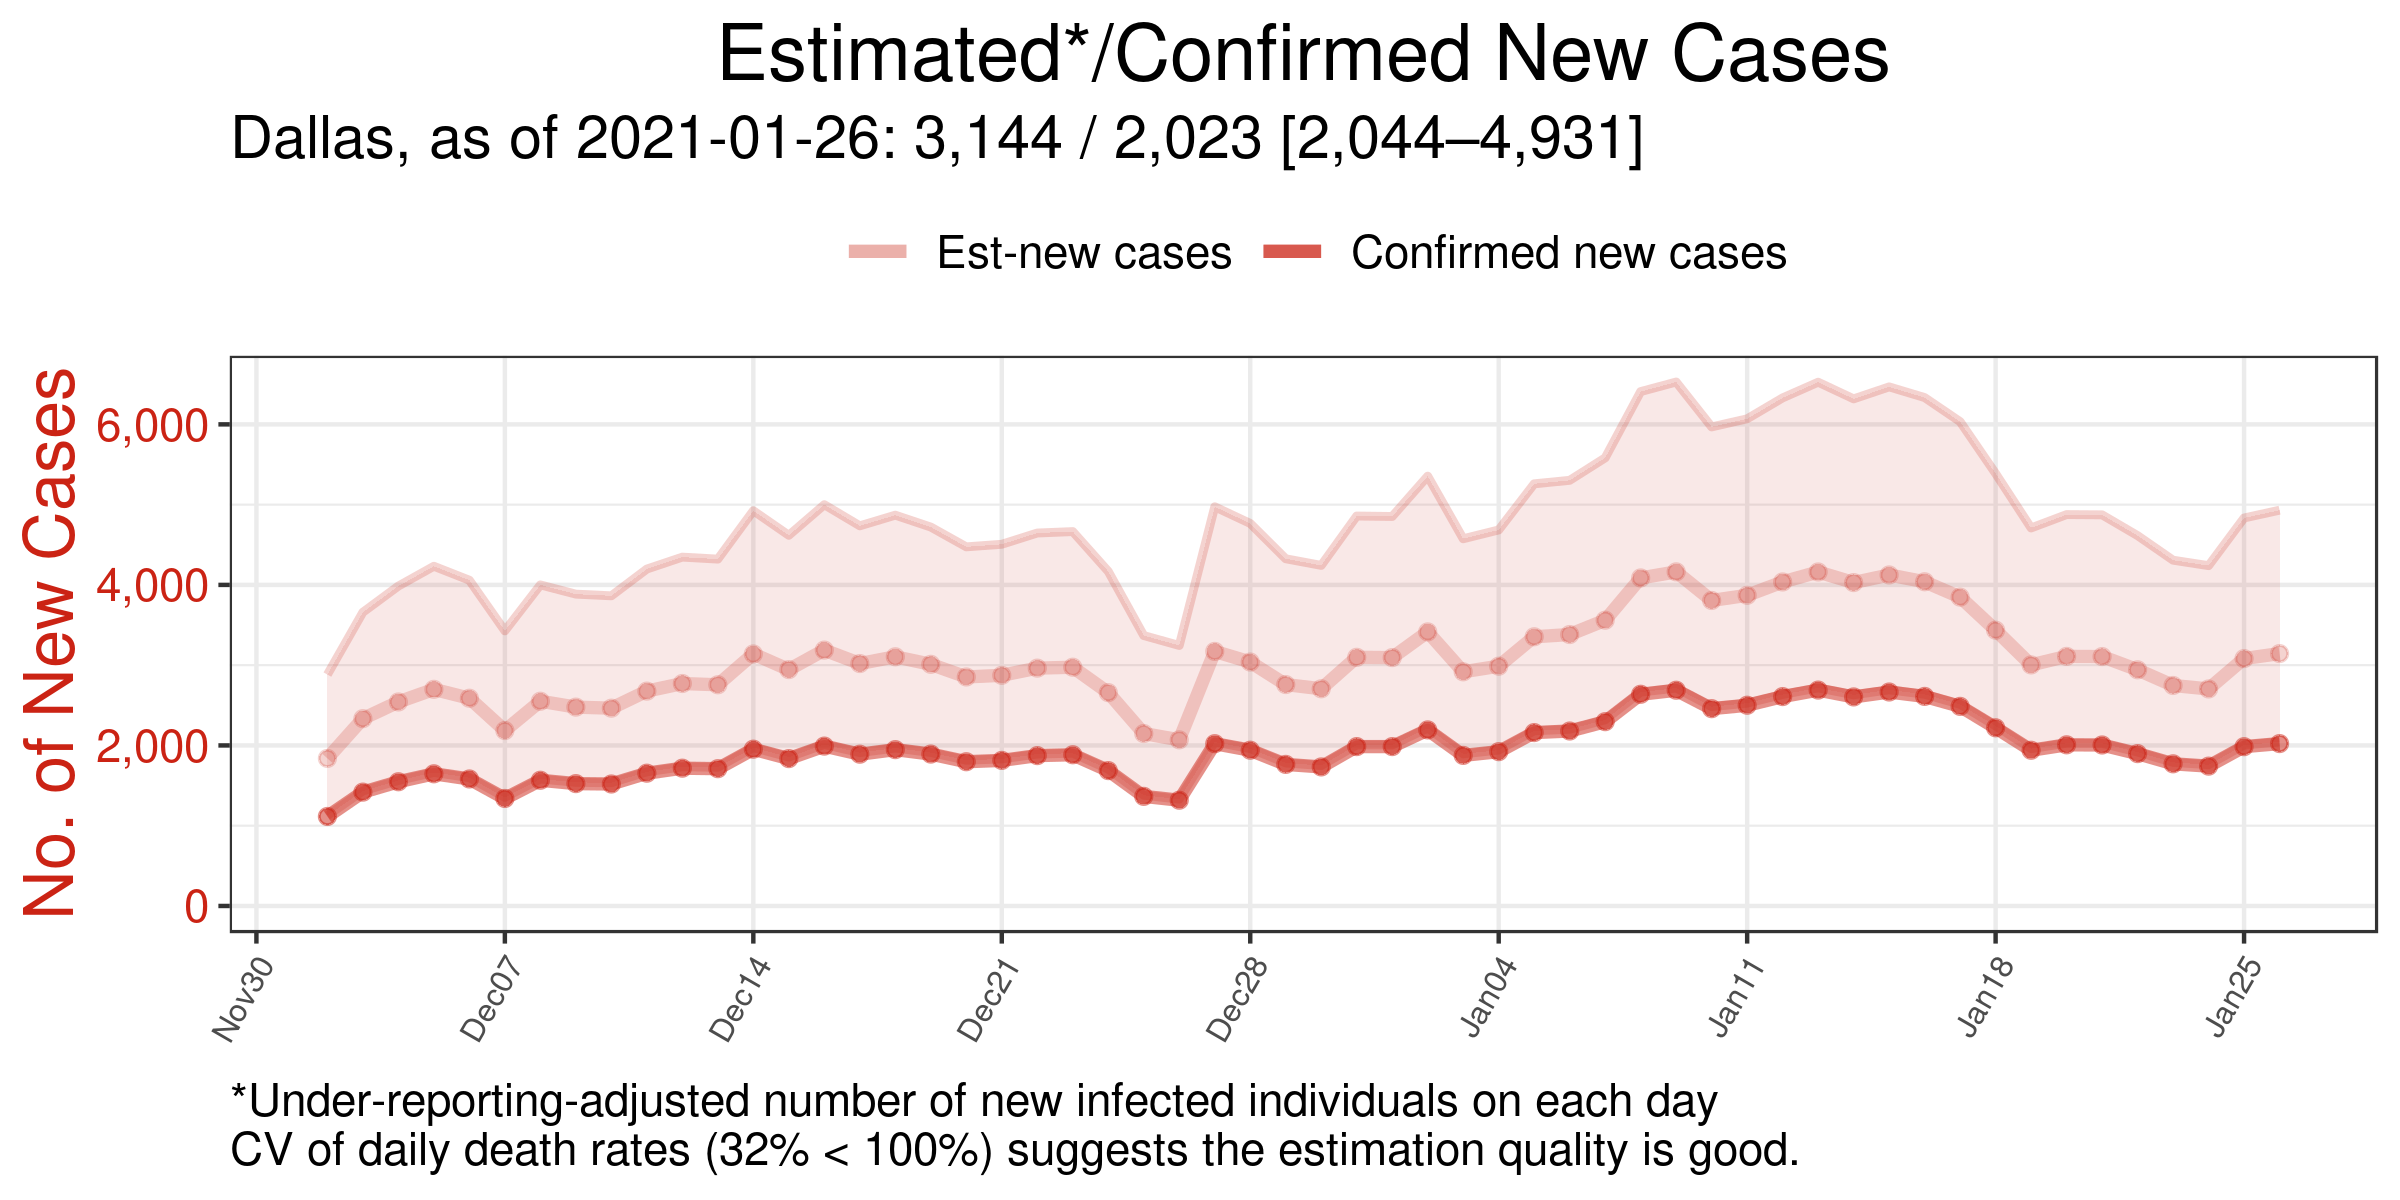 Estimated*/Confirmed New Cases
Dallas, as of 2021-01-26: 3,144 / 2,023 [2,044–4,931]
Est-new cases
Confirmed new cases
No. of New Cases
6,000
4,000
2,000
0
Nov30
Dec07
Dec14
Dec21
Dec28
Jan04
Jan11
Jan18
Jan25
*Under-reporting-adjusted number of new infected individuals on each day
CV of daily death rates (32% < 100%) suggests the estimation quality is good.